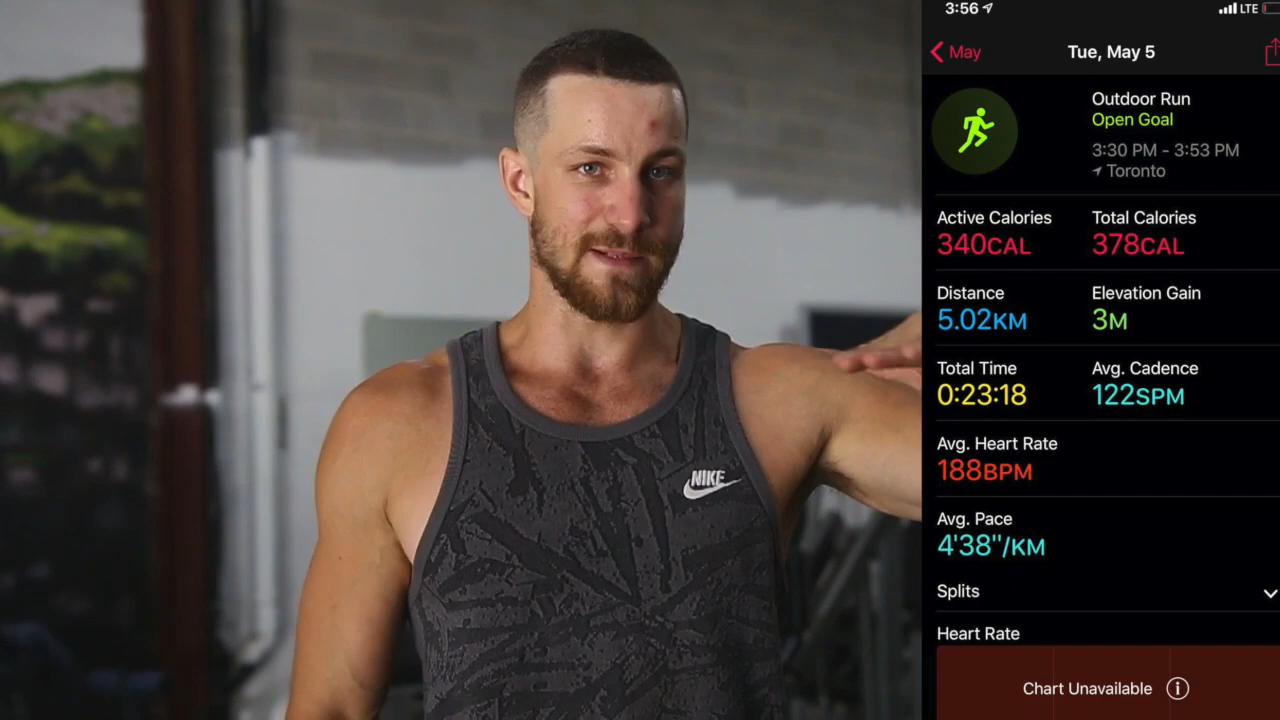 3:56
LTE
May
Tue, May 5
Outdoor Run
Open Goal
3:30 PM - 3:53 PM
Toronto
Active Calories
Total Calories
340CAL
378CAL
Distance
Elevation Gain
5.02KM
3M
Total Time
Avg. Cadence
0:23:18
122SPM
Avg. Heart Rate
188BPM
Avg. Pace
4'38"/KM
Splits
Heart Rate
Chart Unavailable
NIKE